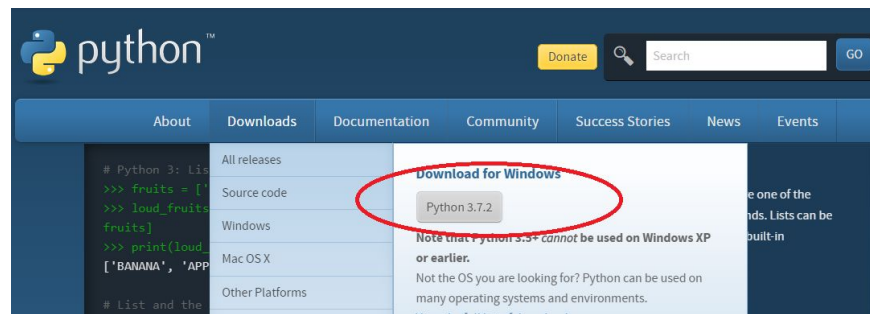 python™
Donate
Search
GO
About Downloads Documentation Community Success Stories News Events
All releases
Source code
Windows
Mac OS X
Other Platforms
# Python 3: Lis
>>> fruits = ['
>>> loud_fruits
fruits]
>>> print(loud_
['BANANA', 'APP
# List and the
Download for Windows
Python 3.7.2
Note that Python 3.5+ cannot be used on Windows XP
or earlier.
Not the OS you are looking for? Python can be used on
many operating systems and environments.
e one of the
nds. Lists can be
built-in